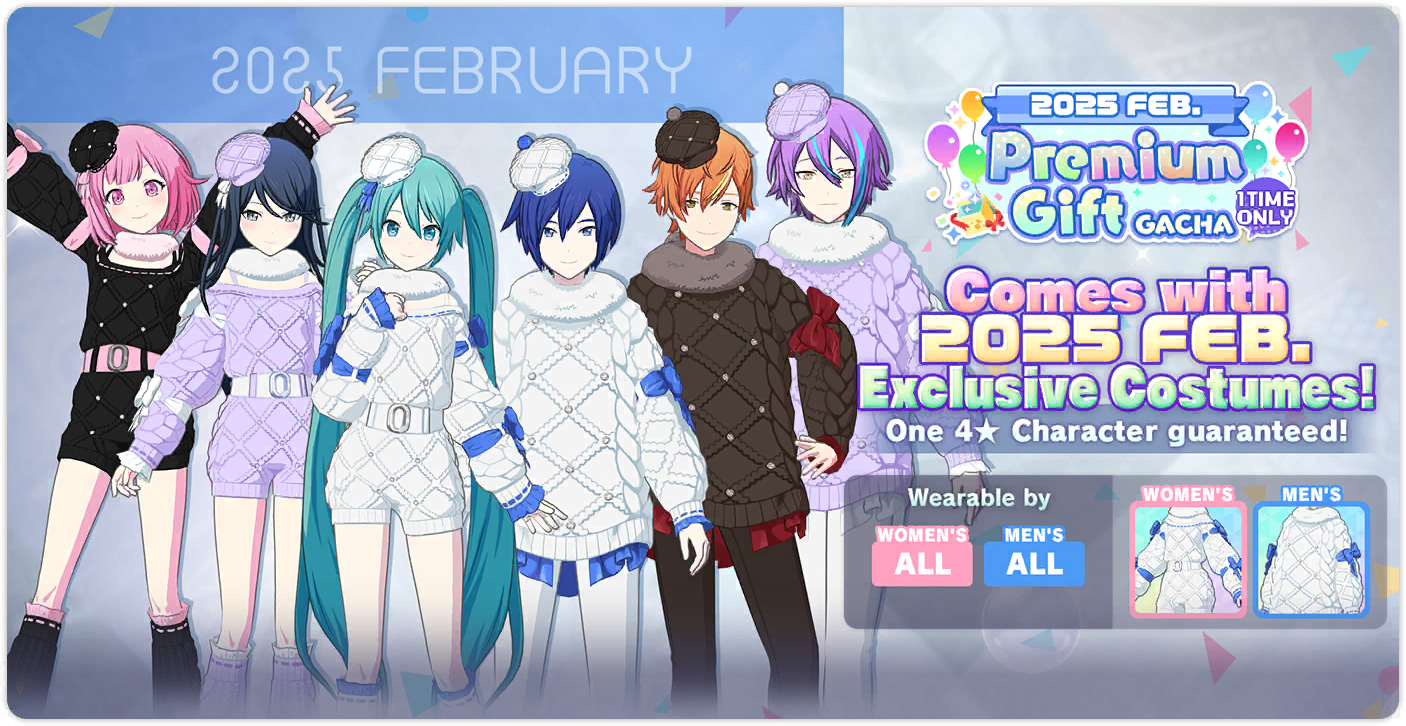 2025 FEBRUARY
2025 FEB.
Premium
Gift GACHA
1TIME
ONLY
Comes with
2025 FEB.
Exclusive Costumes!
One 4★ Character guaranteed!
Wearable by
WOMEN'S
ALL
MEN'S
ALL
WOMEN'S
MEN'S